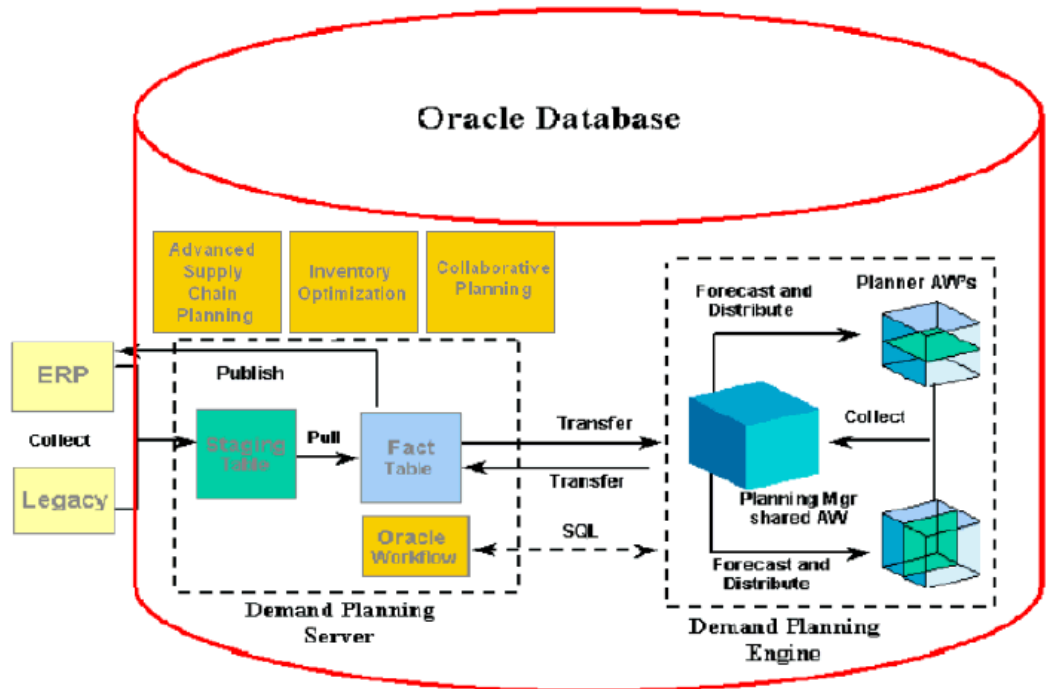 Oracle Database
Advanced
Supply
Chain
Planning
Inventory
Optimization
Collaborative
Planning
ERP
Collect
Legacy
Publish
Staging
Table
Pull
Fact
Table
Oracle
Workflow
Demand Planning
Server
Transfer
Transfer
SQL
Forecast and
Distribute
Planner AW's
Collect
Planning Mgr
shared AW
Forecast and
Distribute
Demand Planning
Engine